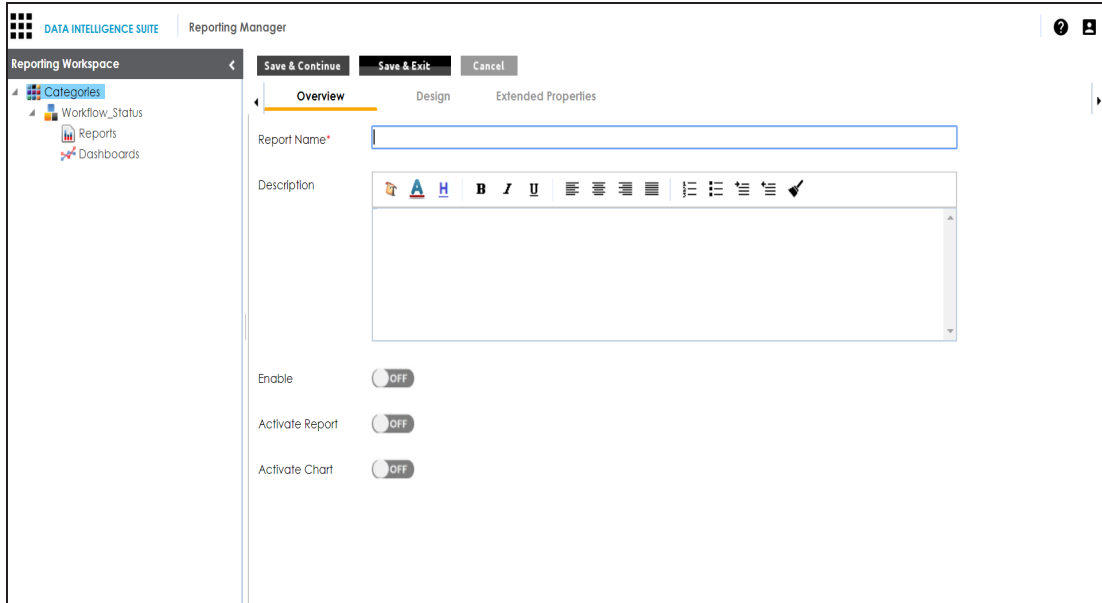 DATA INTELLIGENCE SUITE Reporting Manager
Reporting Workspace
Categories
Workflow_Status
Reports
Dashboards
Save & Continue Save & Exit Cancel
Overview Design Extended Properties
Report Name*
Description
A H B I U
Enable OFF
Activate Report OFF
Activate Chart OFF